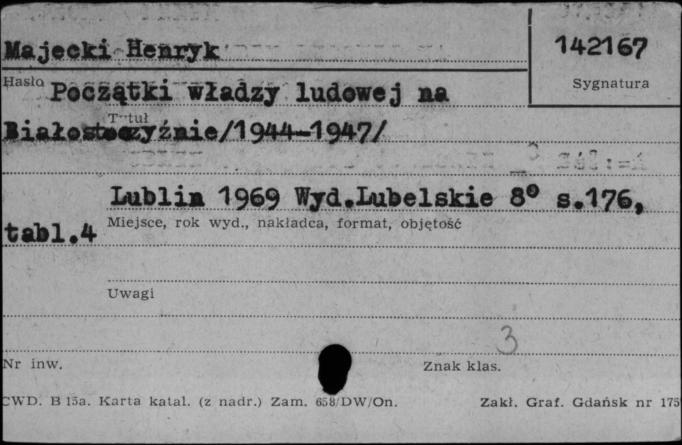 Majecki Henryk
142167
Hasło
Sygnatura
Początki władzy ludowej na
Tytuł
Białostocczyźnie/1944-1947/
Lublin 1969 Wyd.Lubelskie 8° s.176,
tabl.4
Miejsce, rok wyd., nakładca, format, objętość
Uwagi
3
Nr inw.
Znak klas.
CWD. B 15a. Karta katal. (z nadr.) Zam. 658/DW/On.
Zakł. Graf. Gdańsk nr 175